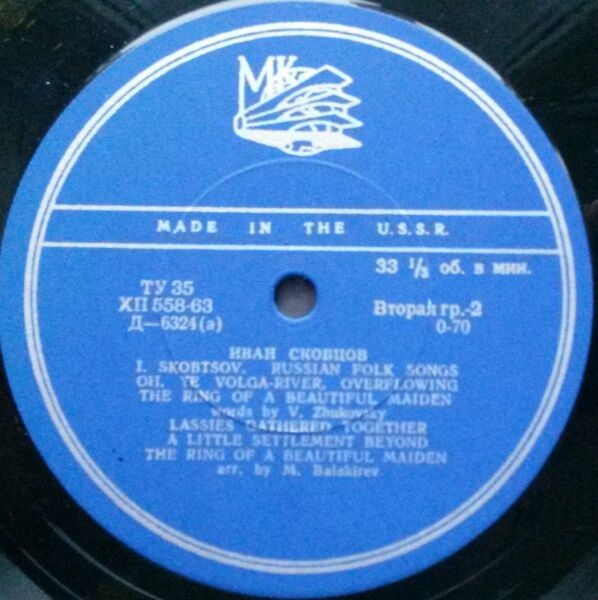 МК
MADE IN THE U.S.S.R.
33 1/3 об. в мин.
ТУ 35
ХП 558-63
Д—6324(а)
Вторая гр.-2
0-70
ИВАН СКОБЦОВ
I. SKOBTSOV. RUSSIAN FOLK SONGS
OH, YE VOLGA-RIVER, OVERFLOWING
THE RING OF A BEAUTIFUL MAIDEN
words by V. Zhukovsky
LASSIES GATHERED TOGETHER
A LITTLE SETTLEMENT BEYOND
THE RING OF A BEAUTIFUL MAIDEN
arr. by M. Balakirev